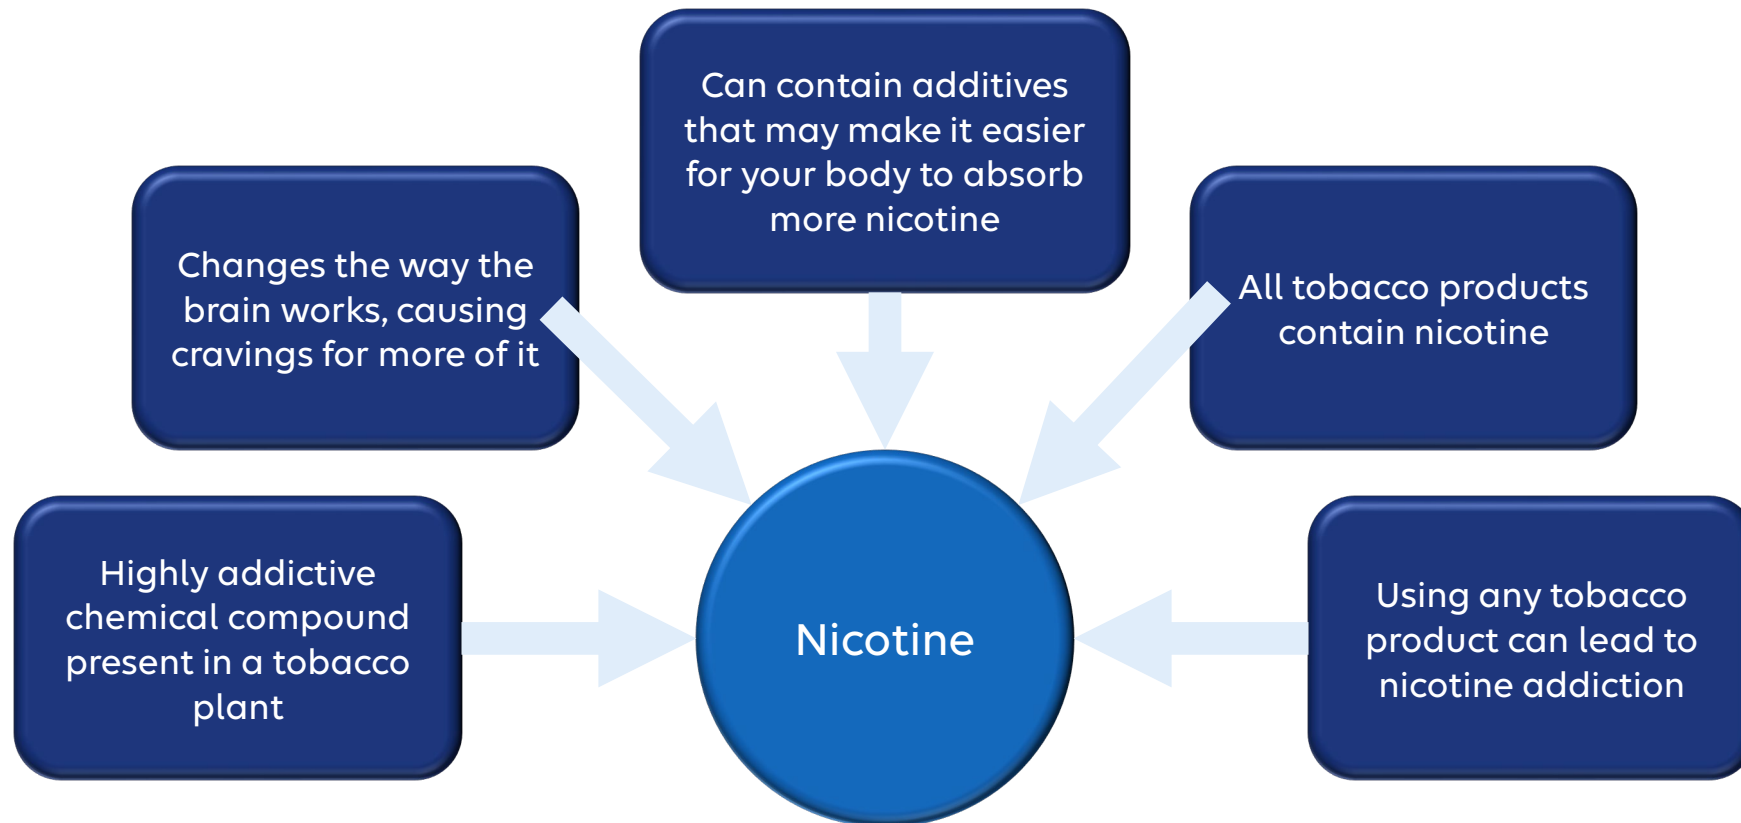 Can contain additives
that may make it easier
for your body to absorb
more nicotine
Changes the way the
brain works, causing
cravings for more of it
All tobacco products
contain nicotine
Highly addictive
chemical compound
present in a tobacco
plant
Nicotine
Using any tobacco
product can lead to
nicotine addiction